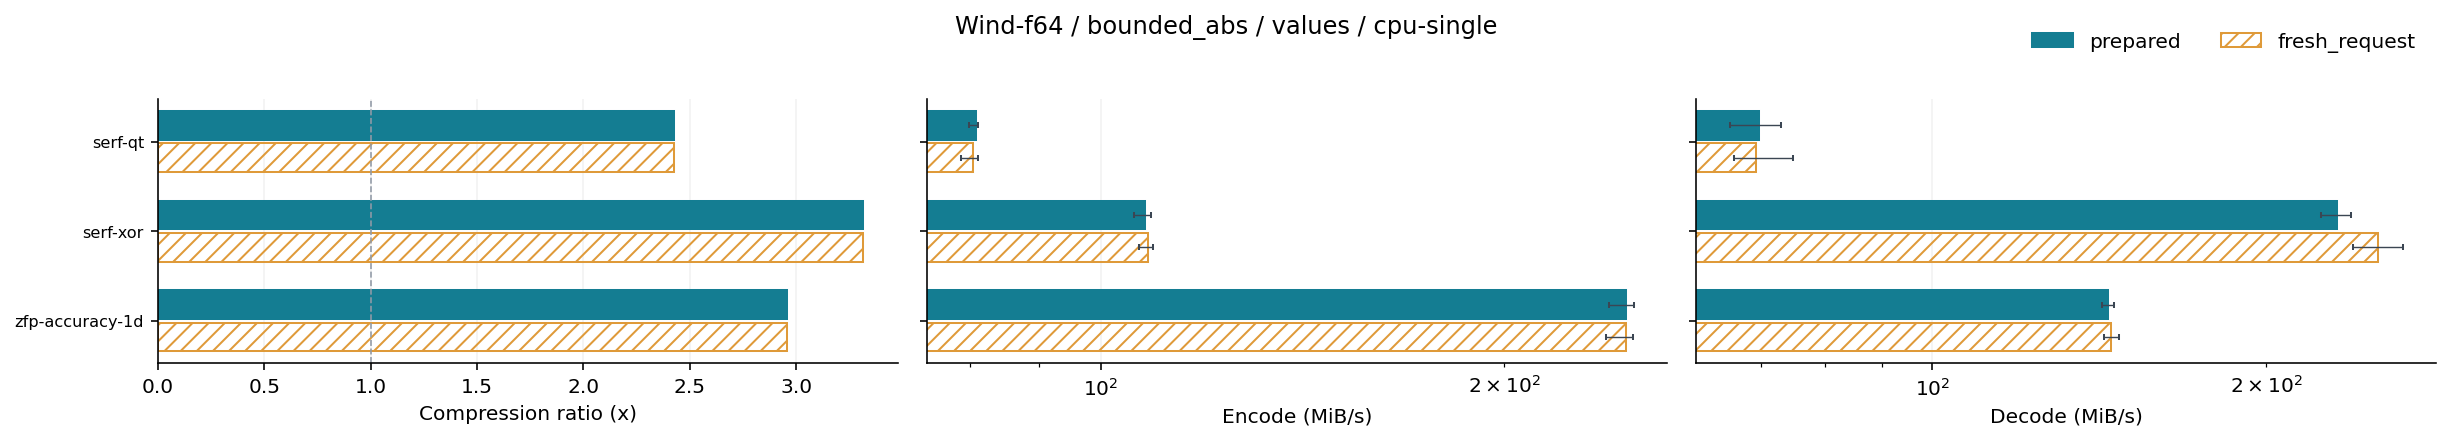 Wind-f64 / bounded_abs / values / cpu-single
prepared
fresh_request
serf-qt
serf-xor
zfp-accuracy-1d
0.0 0.5 1.0 1.5 2.0 2.5 3.0
Compression ratio (x)
10² 2 × 10²
Encode (MiB/s)
10² 2 × 10²
Decode (MiB/s)